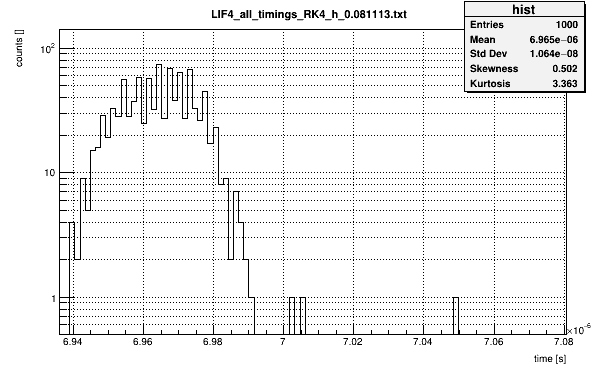 LIF4_all_timings_RK4_h_0.081113.txt
hist
Entries 1000
Mean 6.965e−06
Std Dev 1.064e−08
Skewness 0.502
Kurtosis 3.363
counts []
10²
10
1
6.94 6.96 6.98 7 7.02 7.04 7.06 7.08
×10⁻⁶
time [s]